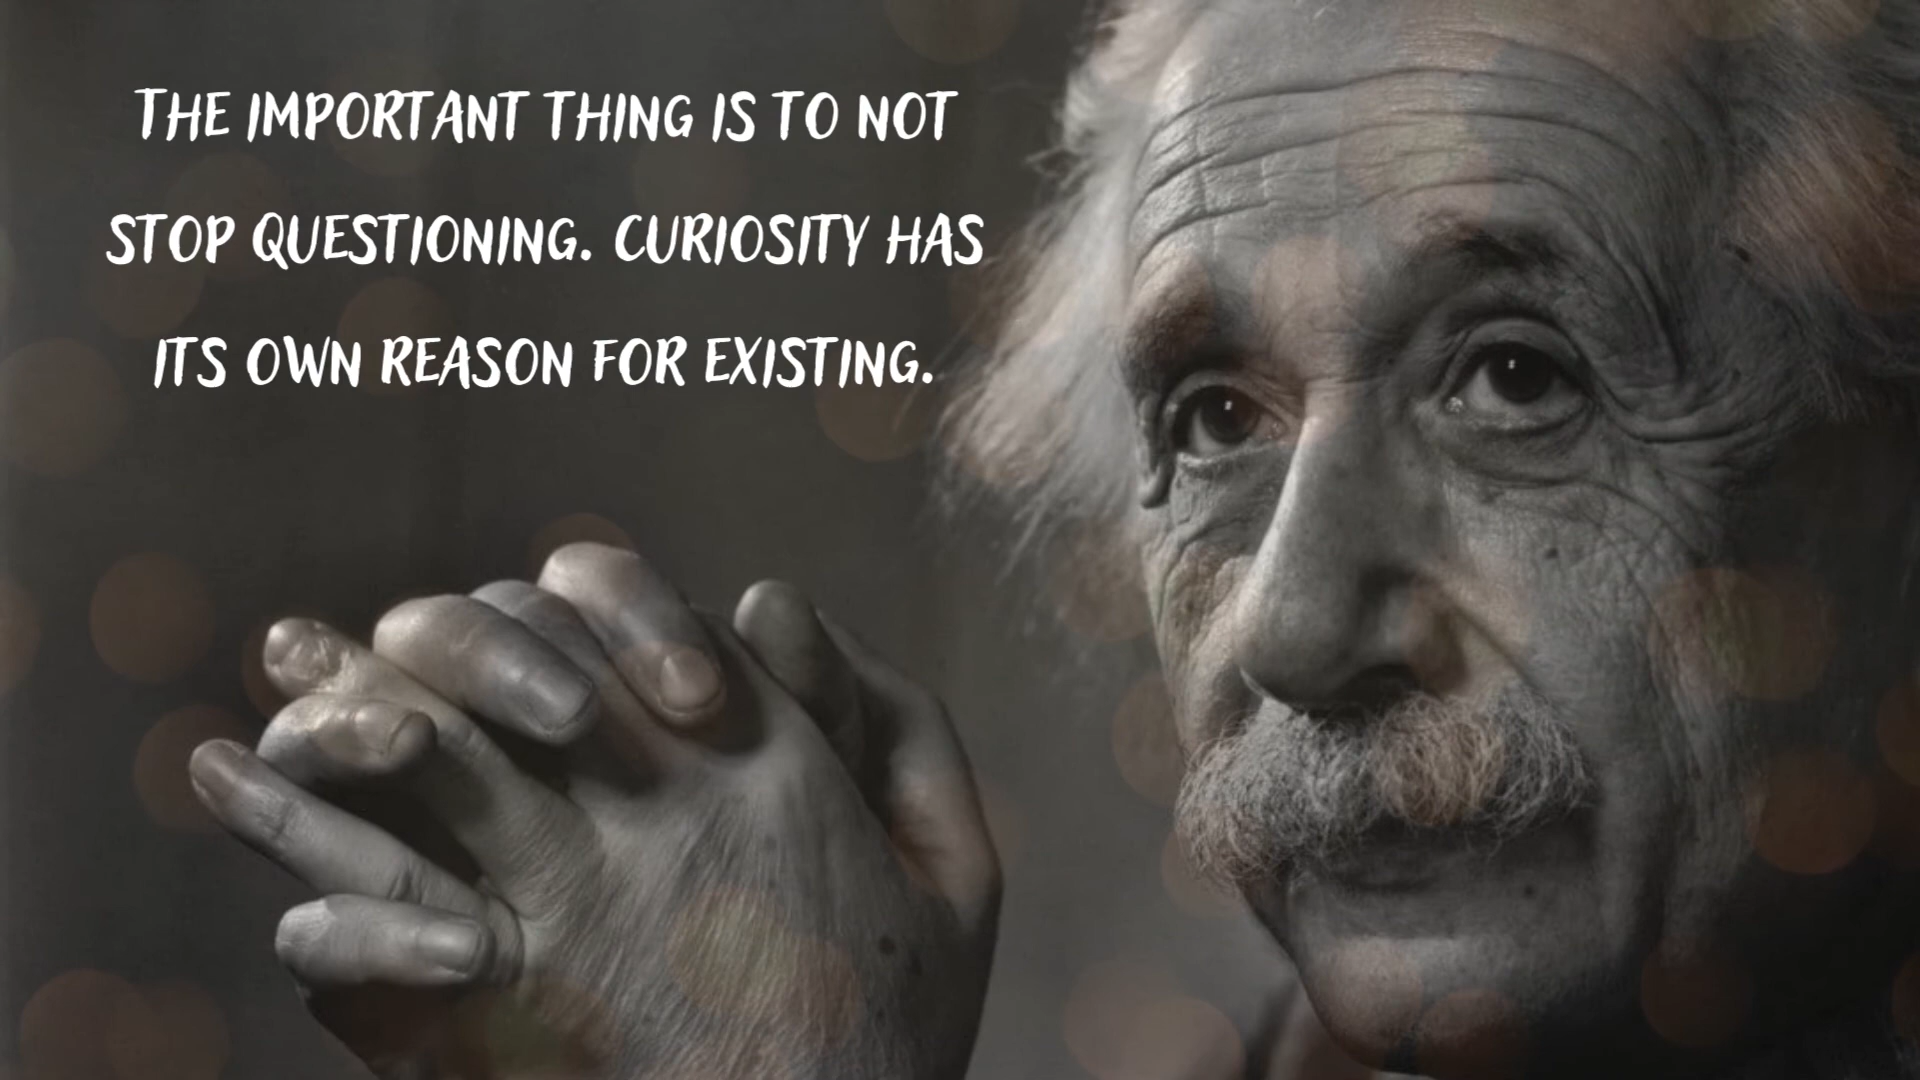 THE IMPORTANT THING IS TO NOT
STOP QUESTIONING. CURIOSITY HAS
ITS OWN REASON FOR EXISTING.